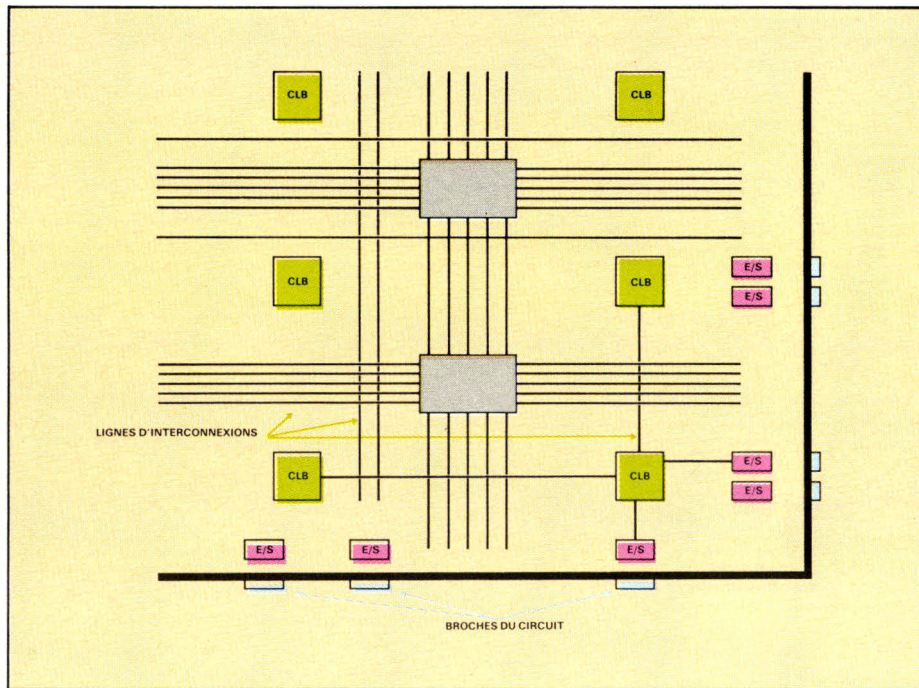 CLB
CLB
CLB
CLB
E/S
E/S
LIGNES D'INTERCONNEXIONS
CLB
CLB
E/S
E/S
E/S
E/S
E/S
BROCHES DU CIRCUIT